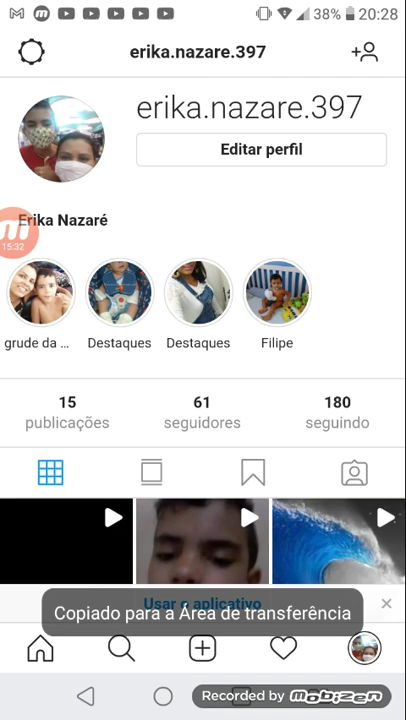 38% 20:28
erika.nazare.397
erika.nazare.397
Editar perfil
Erika Nazaré
15:32
grude da ...
Destaques
Destaques
Filipe
15
publicações
61
seguidores
180
seguindo
Usar o aplicativo
Copiado para a Área de transferência
Recorded by mobizen